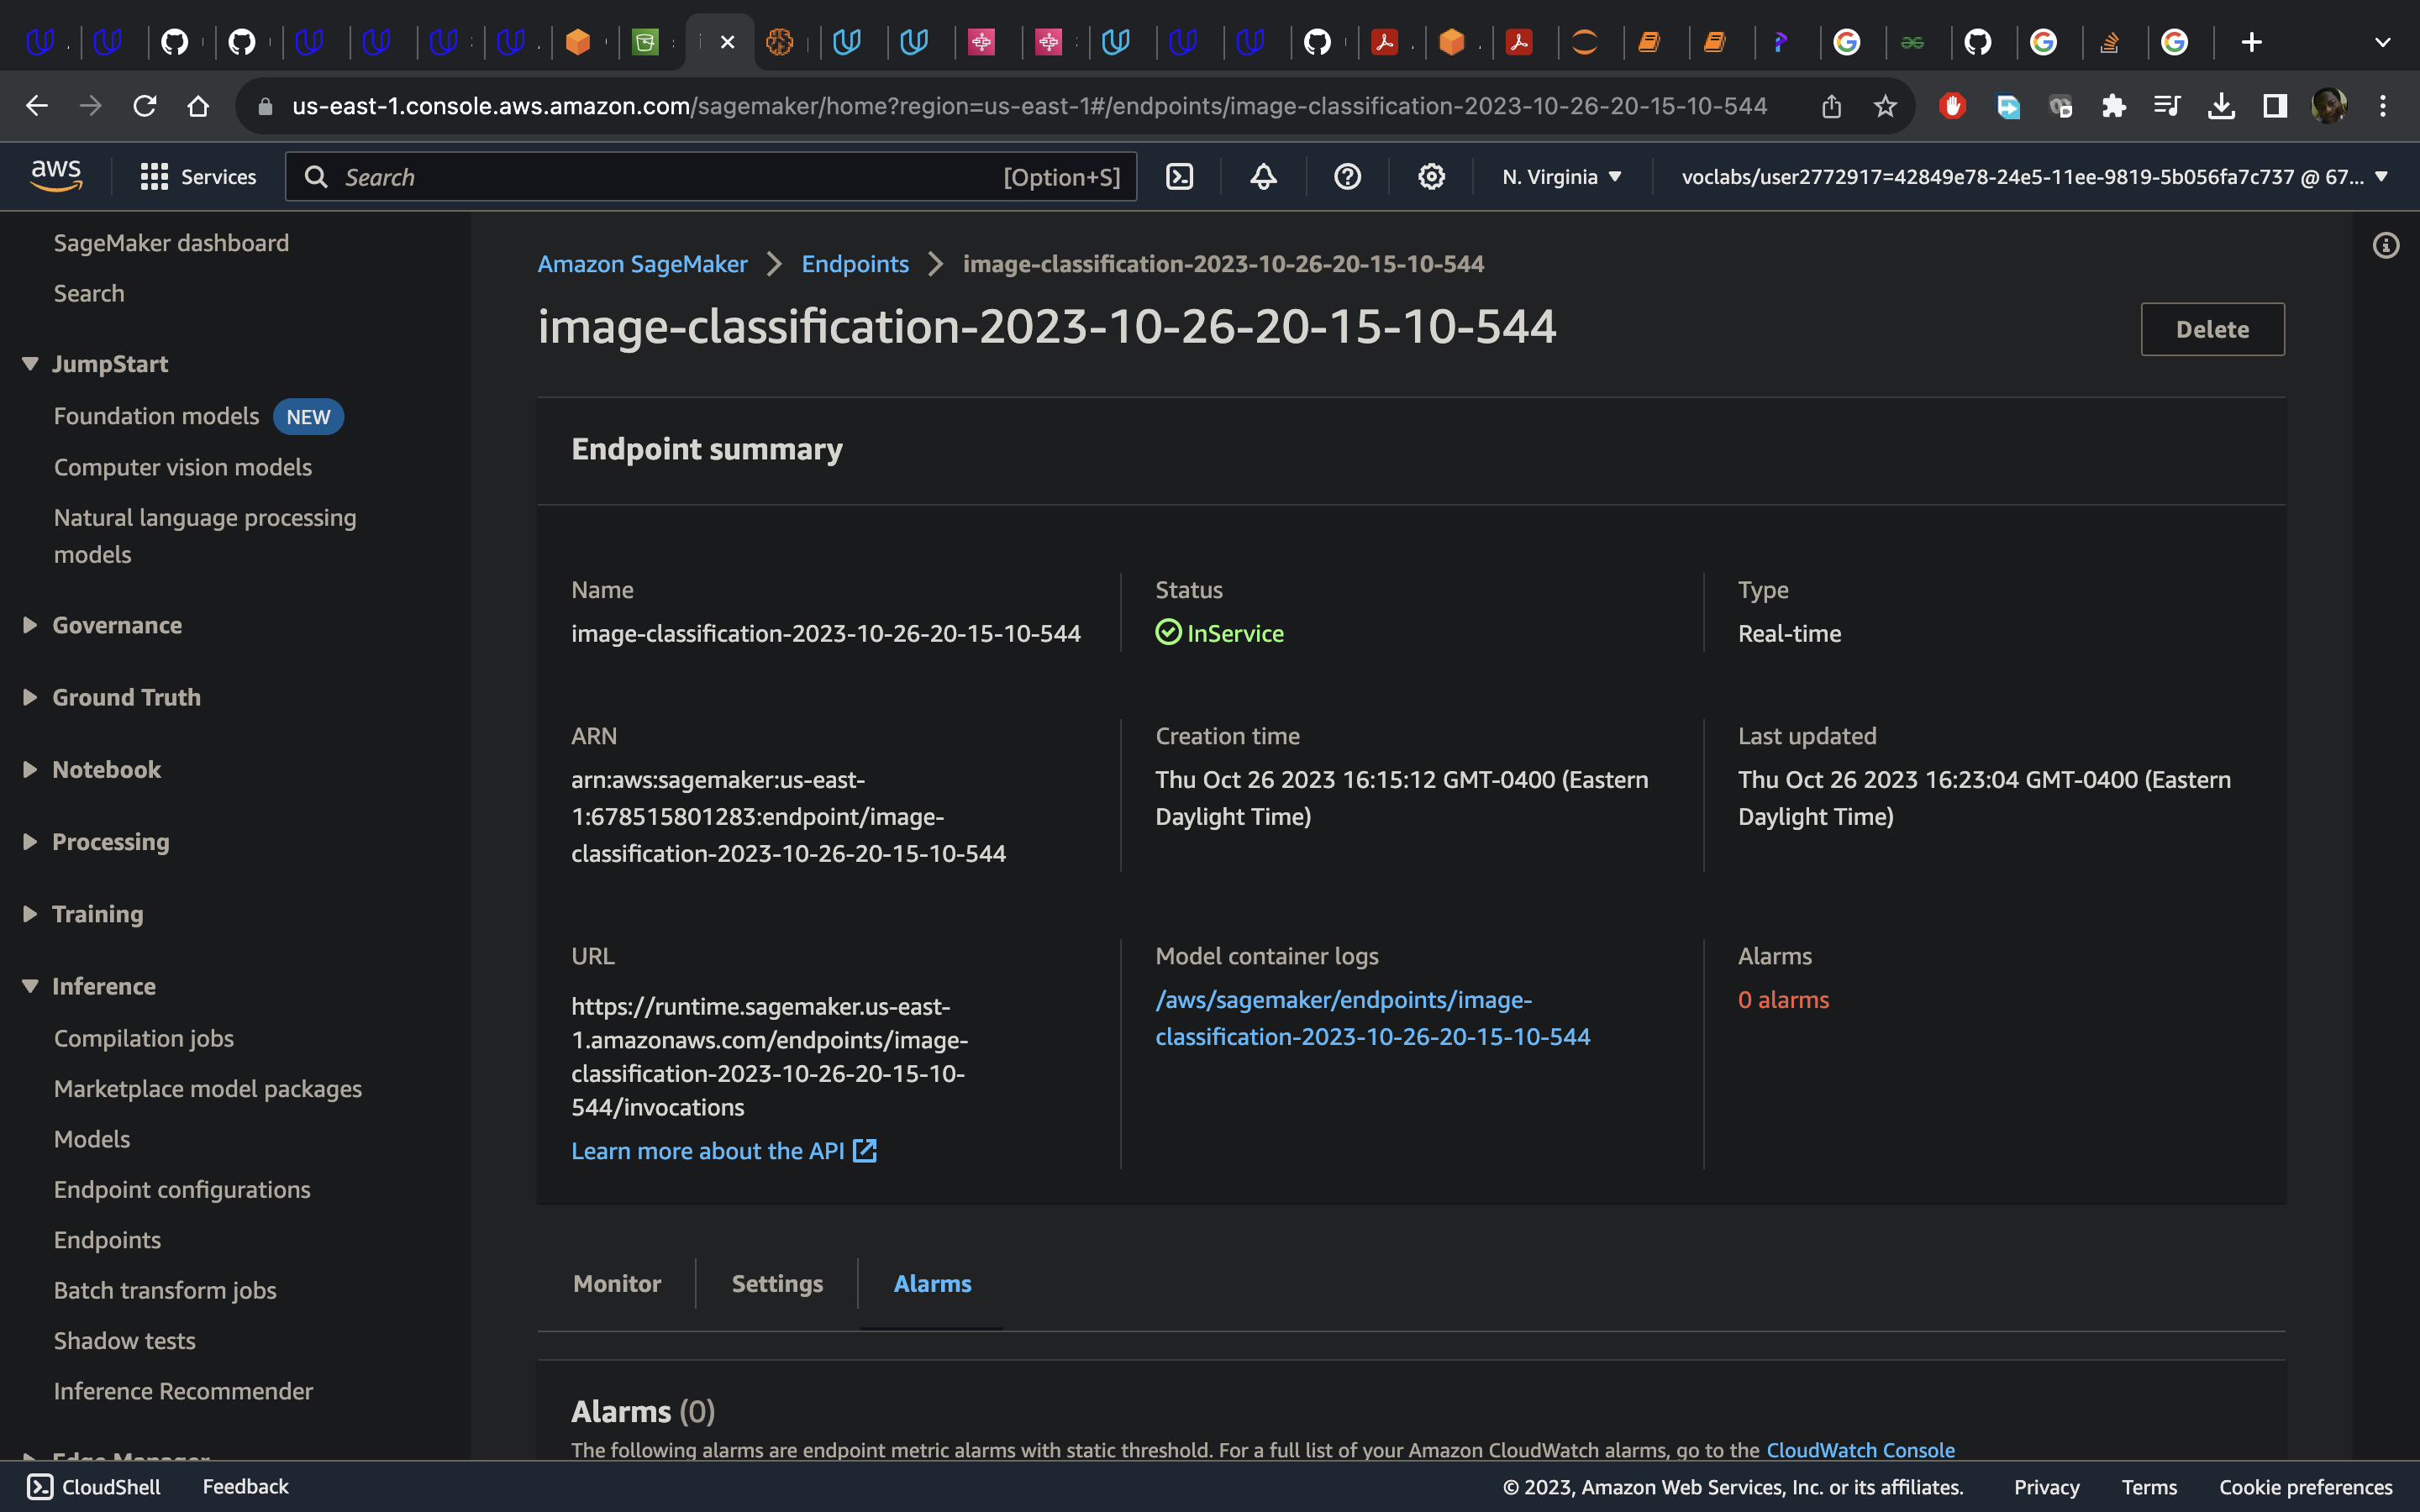 us-east-1.console.aws.amazon.com/sagemaker/home?region=us-east-1#/endpoints/image-classification-2023-10-26-20-15-10-544
aws
Services
Search
[Option+S]
N. Virginia
voclabs/user2772917=42849e78-24e5-11ee-9819-5b056fa7c737 @ 67...
SageMaker dashboard
Search
JumpStart
Foundation models NEW
Computer vision models
Natural language processing
models
Governance
Ground Truth
Notebook
Processing
Training
Inference
Compilation jobs
Marketplace model packages
Models
Endpoint configurations
Endpoints
Batch transform jobs
Shadow tests
Inference Recommender
Edge Manager
Amazon SageMaker
Endpoints
image-classification-2023-10-26-20-15-10-544
image-classification-2023-10-26-20-15-10-544
Delete
Endpoint summary
Name
image-classification-2023-10-26-20-15-10-544
Status
InService
Type
Real-time
ARN
arn:aws:sagemaker:us-east-
1:678515801283:endpoint/image-
classification-2023-10-26-20-15-10-544
Creation time
Thu Oct 26 2023 16:15:12 GMT-0400 (Eastern
Daylight Time)
Last updated
Thu Oct 26 2023 16:23:04 GMT-0400 (Eastern
Daylight Time)
URL
https://runtime.sagemaker.us-east-
1.amazonaws.com/endpoints/image-
classification-2023-10-26-20-15-10-
544/invocations
Learn more about the API
Model container logs
/aws/sagemaker/endpoints/image-
classification-2023-10-26-20-15-10-544
Alarms
0 alarms
Monitor
Settings
Alarms
Alarms (0)
The following alarms are endpoint metric alarms with static threshold. For a full list of your Amazon CloudWatch alarms, go to the CloudWatch Console
CloudShell
Feedback
© 2023, Amazon Web Services, Inc. or its affiliates.
Privacy
Terms
Cookie preferences